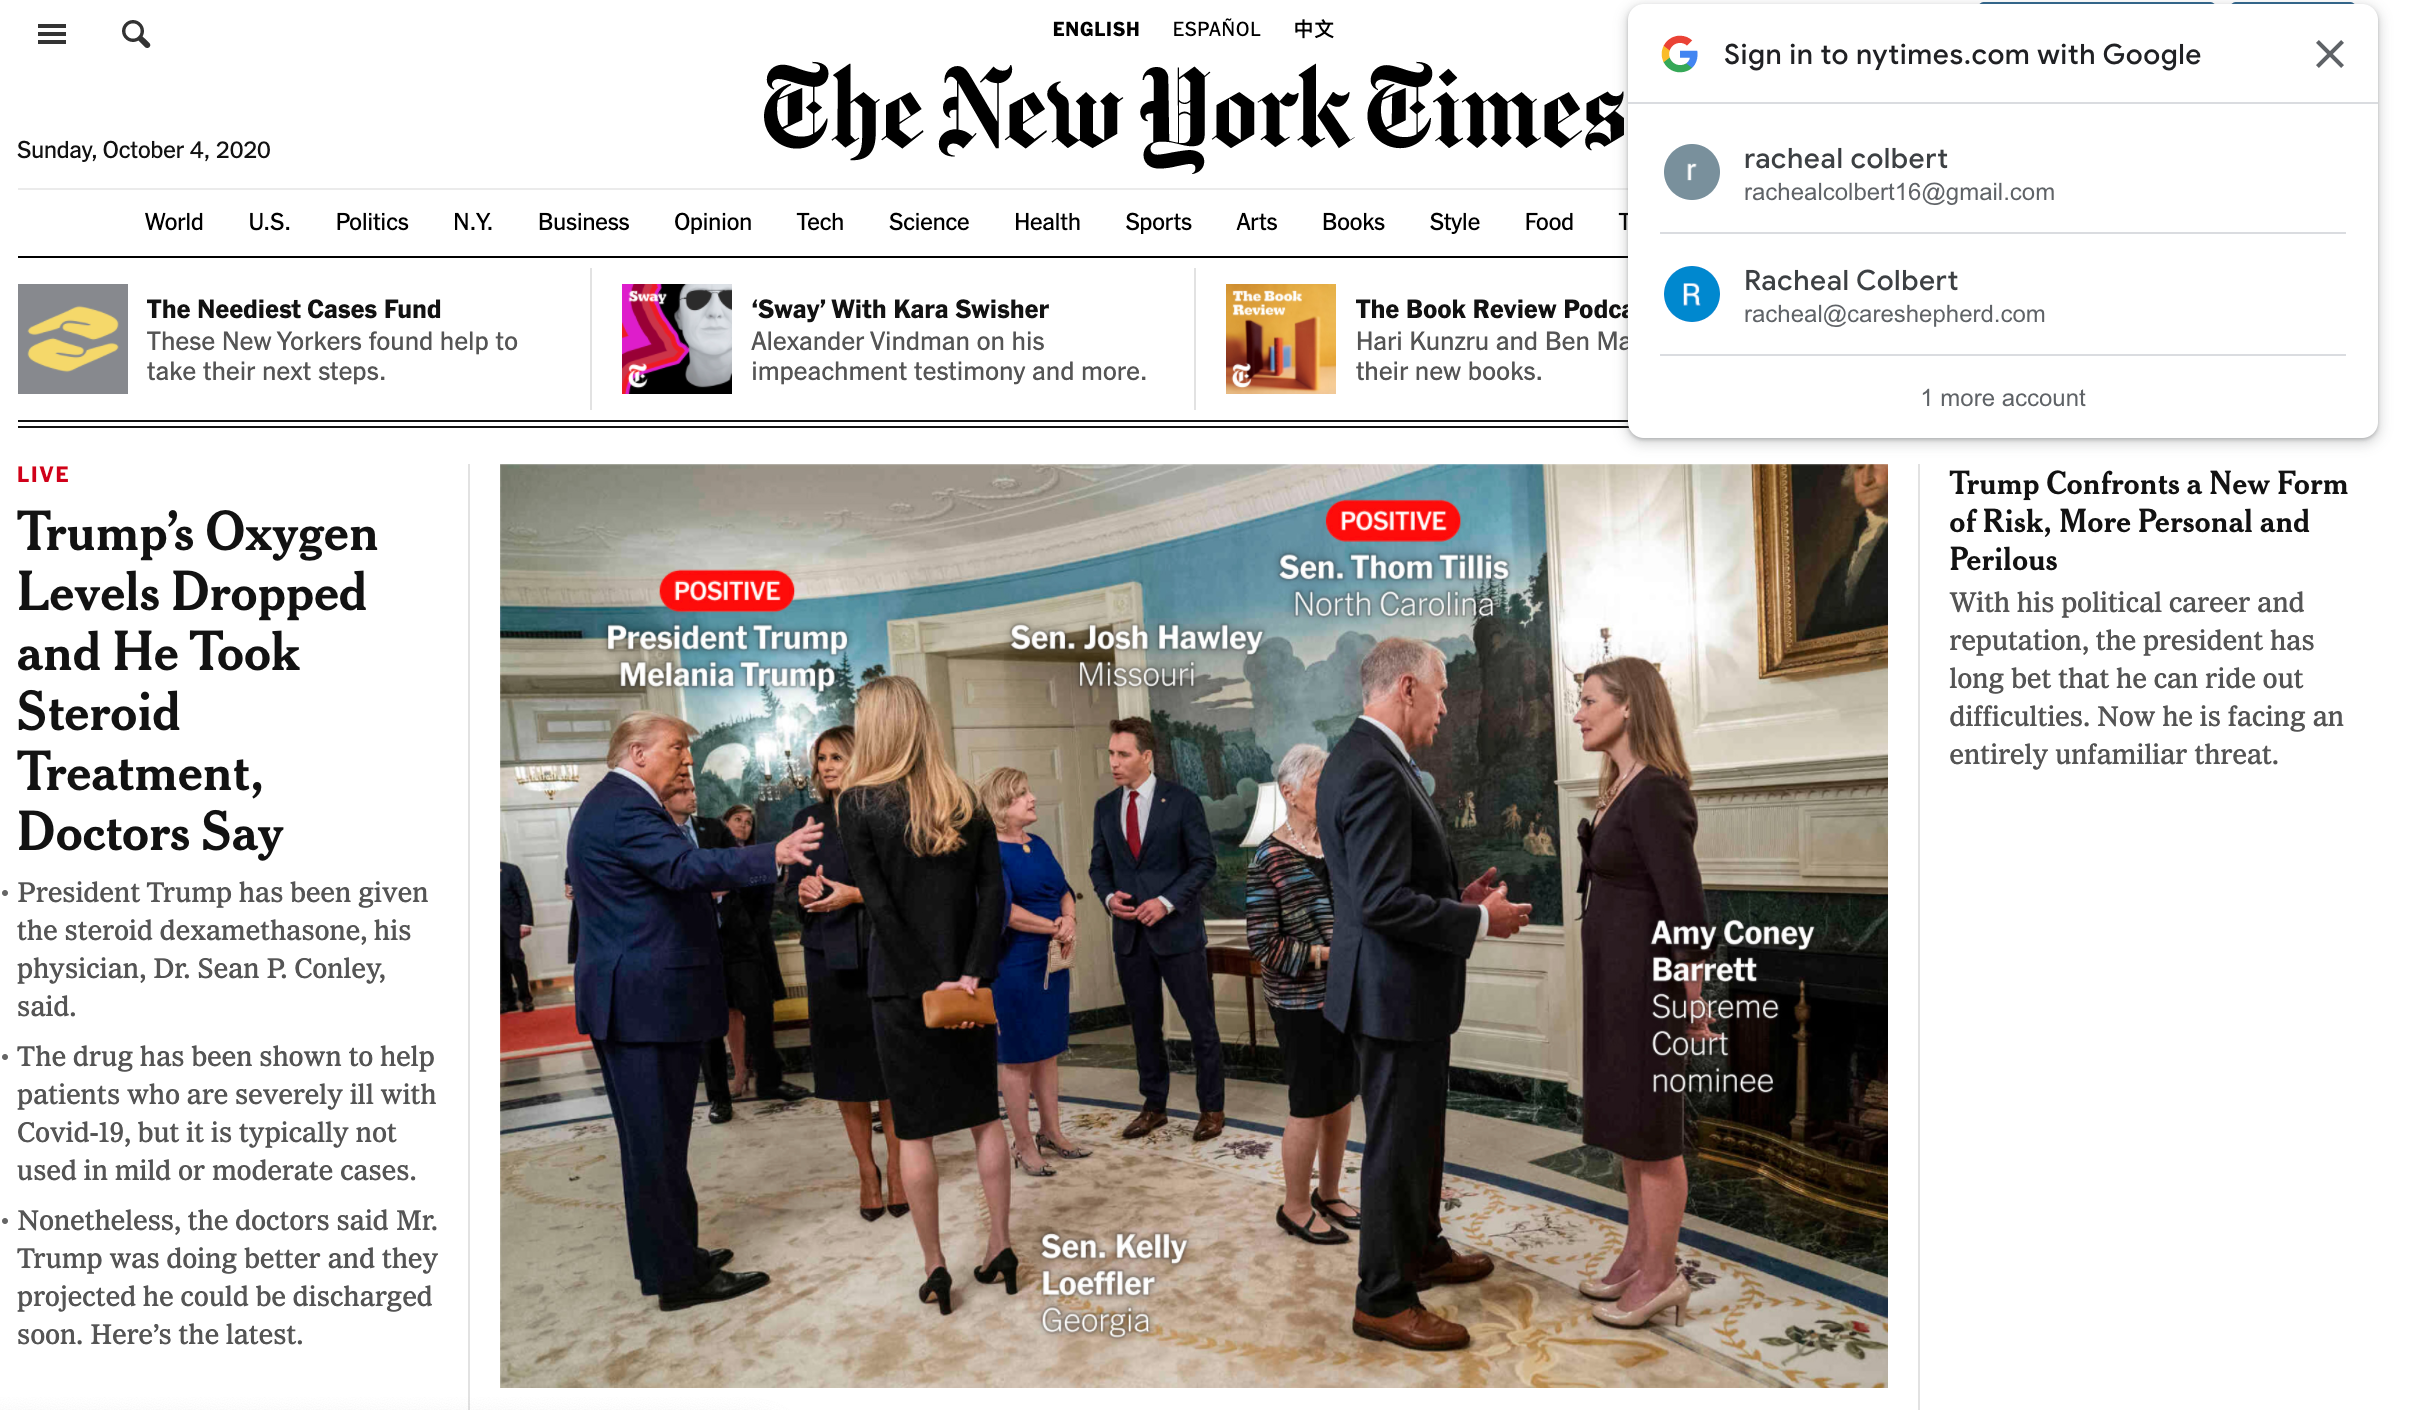 ENGLISH ESPAÑOL 中文
The New York Times
Sunday, October 4, 2020
Sign in to nytimes.com with Google
r
racheal colbert
rachealcolbert16@gmail.com
R
Racheal Colbert
racheal@careshepherd.com
1 more account
World U.S. Politics N.Y. Business Opinion Tech Science Health Sports Arts Books Style Food T
The Neediest Cases Fund
These New Yorkers found help to
take their next steps.
Sway
‘Sway’ With Kara Swisher
Alexander Vindman on his
impeachment testimony and more.
The Book
Review
The Book Review Podca
Hari Kunzru and Ben Ma
their new books.
LIVE
Trump’s Oxygen
Levels Dropped
and He Took
Steroid
Treatment,
Doctors Say
• President Trump has been given
the steroid dexamethasone, his
physician, Dr. Sean P. Conley,
said.
• The drug has been shown to help
patients who are severely ill with
Covid-19, but it is typically not
used in mild or moderate cases.
• Nonetheless, the doctors said Mr.
Trump was doing better and they
projected he could be discharged
soon. Here’s the latest.
POSITIVE
President Trump
Melania Trump
Sen. Josh Hawley
Missouri
POSITIVE
Sen. Thom Tillis
North Carolina
Amy Coney
Barrett
Supreme
Court
nominee
Sen. Kelly
Loeffler
Georgia
Trump Confronts a New Form
of Risk, More Personal and
Perilous
With his political career and
reputation, the president has
long bet that he can ride out
difficulties. Now he is facing an
entirely unfamiliar threat.